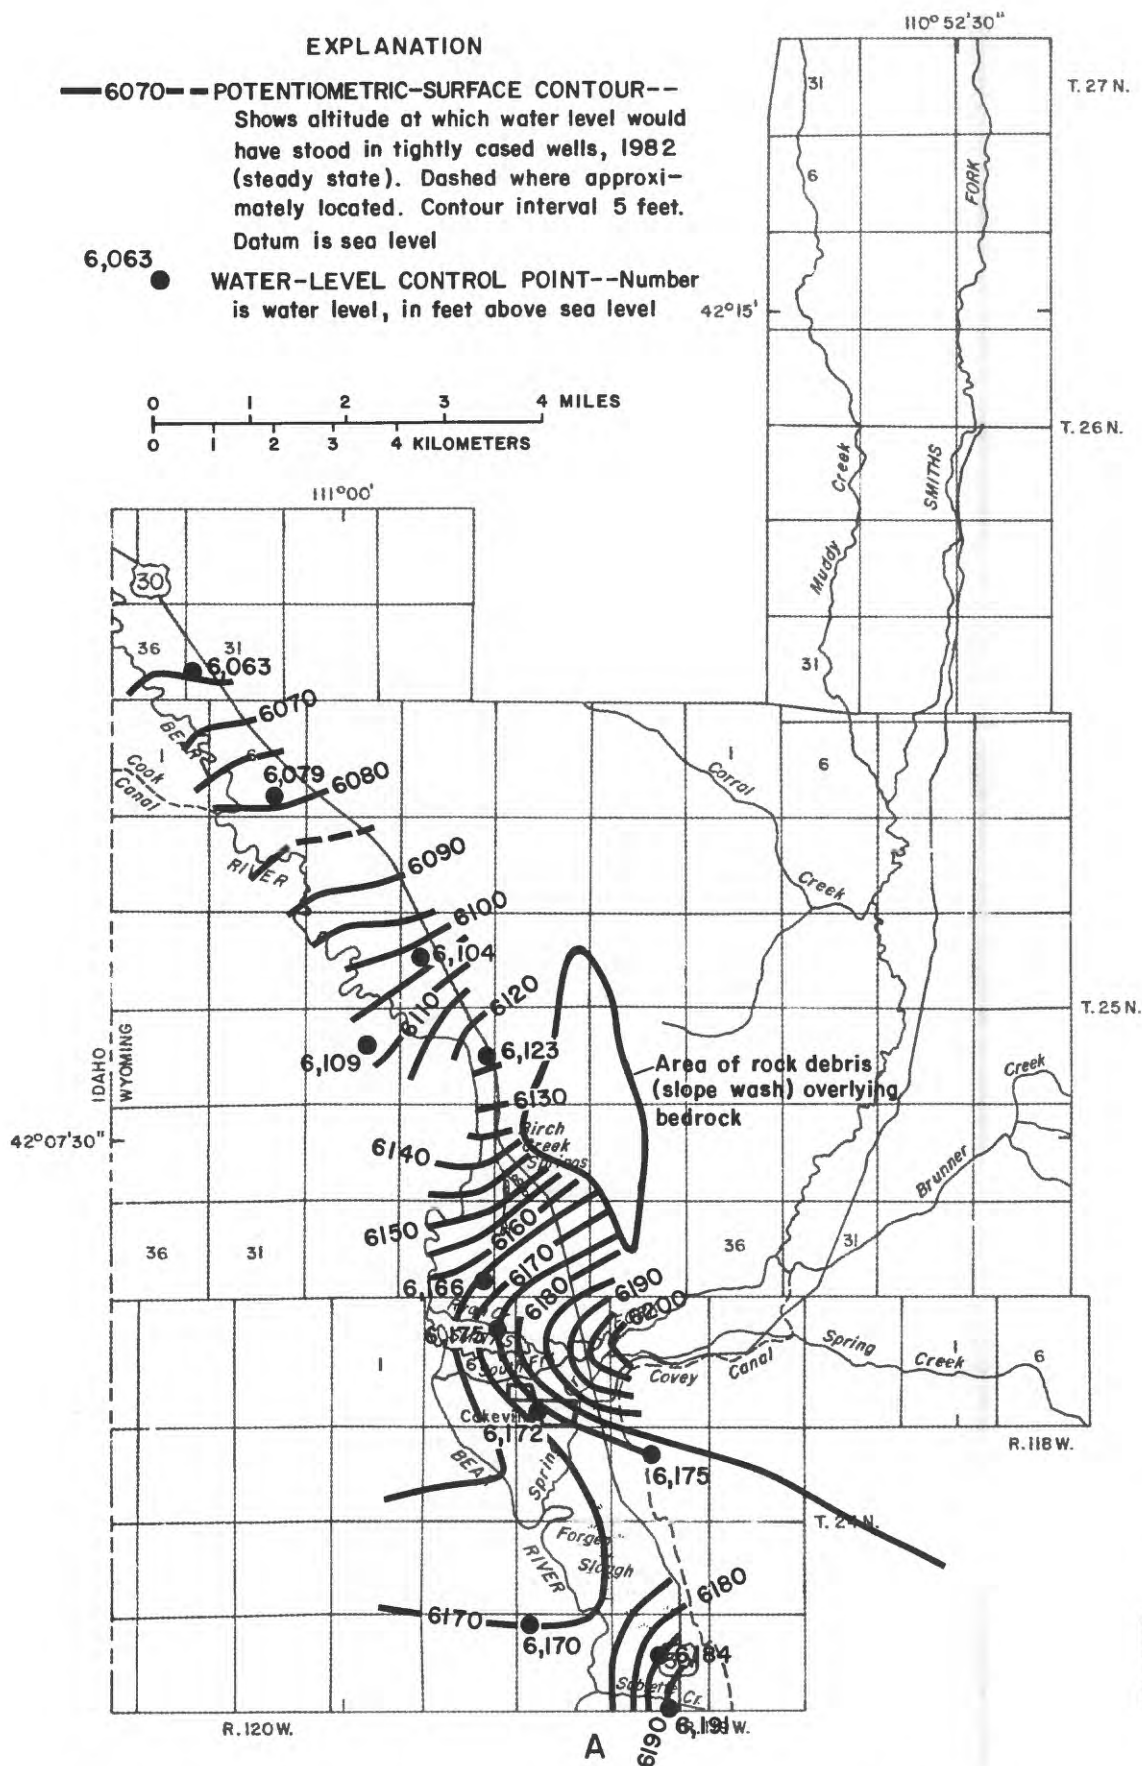 110° 52'30"
EXPLANATION
6070 POTENTIOMETRIC-SURFACE CONTOUR--
Shows altitude at which water level would
have stood in tightly cased wells, 1982
(steady state). Dashed where approxi-
mately located. Contour interval 5 feet.
Datum is sea level
6,063
WATER-LEVEL CONTROL POINT--Number
is water level, in feet above sea level
0 1 2 3 4 MILES
0 1 2 4 KILOMETERS
31
T. 27 N.
6
FORK
42°15'
T. 26 N.
Creek
SMITHS
Muddy
31
111°00'
30
36 31
6,063
6070
BEAR
1 6
Cook
Canal
6,079
6080
RIVER
6090
6100
6,104
6110
6120
6,109
6,123
1
6
Corral
Creek
T. 25 N.
Area of rock debris
(slope wash) overlying
bedrock
Creek
Brunner
IDAHO
WYOMING
42°07'30"
6130
Birch
Creek
Springs
6140
6150
6160
6170
6180
6190
6200
36 31
36 31
6,166
6,175
1
6
South
Covey
Canal
Spring
Creek
1
6
R. 118 W.
6,172
BEAR
6,175
T. 24 N.
Forgeo
Slough
RIVER
6170
6,170
6180
6,184
Cr.
6190
6,191
R. 120 W.
A